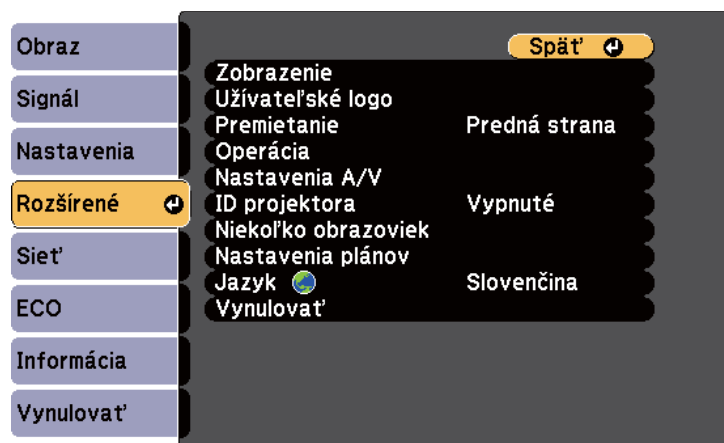 Obraz
Signál
Nastavenia
Rozšírené
Sieť
ECO
Informácia
Vynulovať
Späť
Zobrazenie
Užívateľské logo
Premietanie Predná strana
Operácia
Nastavenia A/V
ID projektora Vypnuté
Niekoľko obrazoviek
Nastavenia plánov
Jazyk Slovenčina
Vynulovať